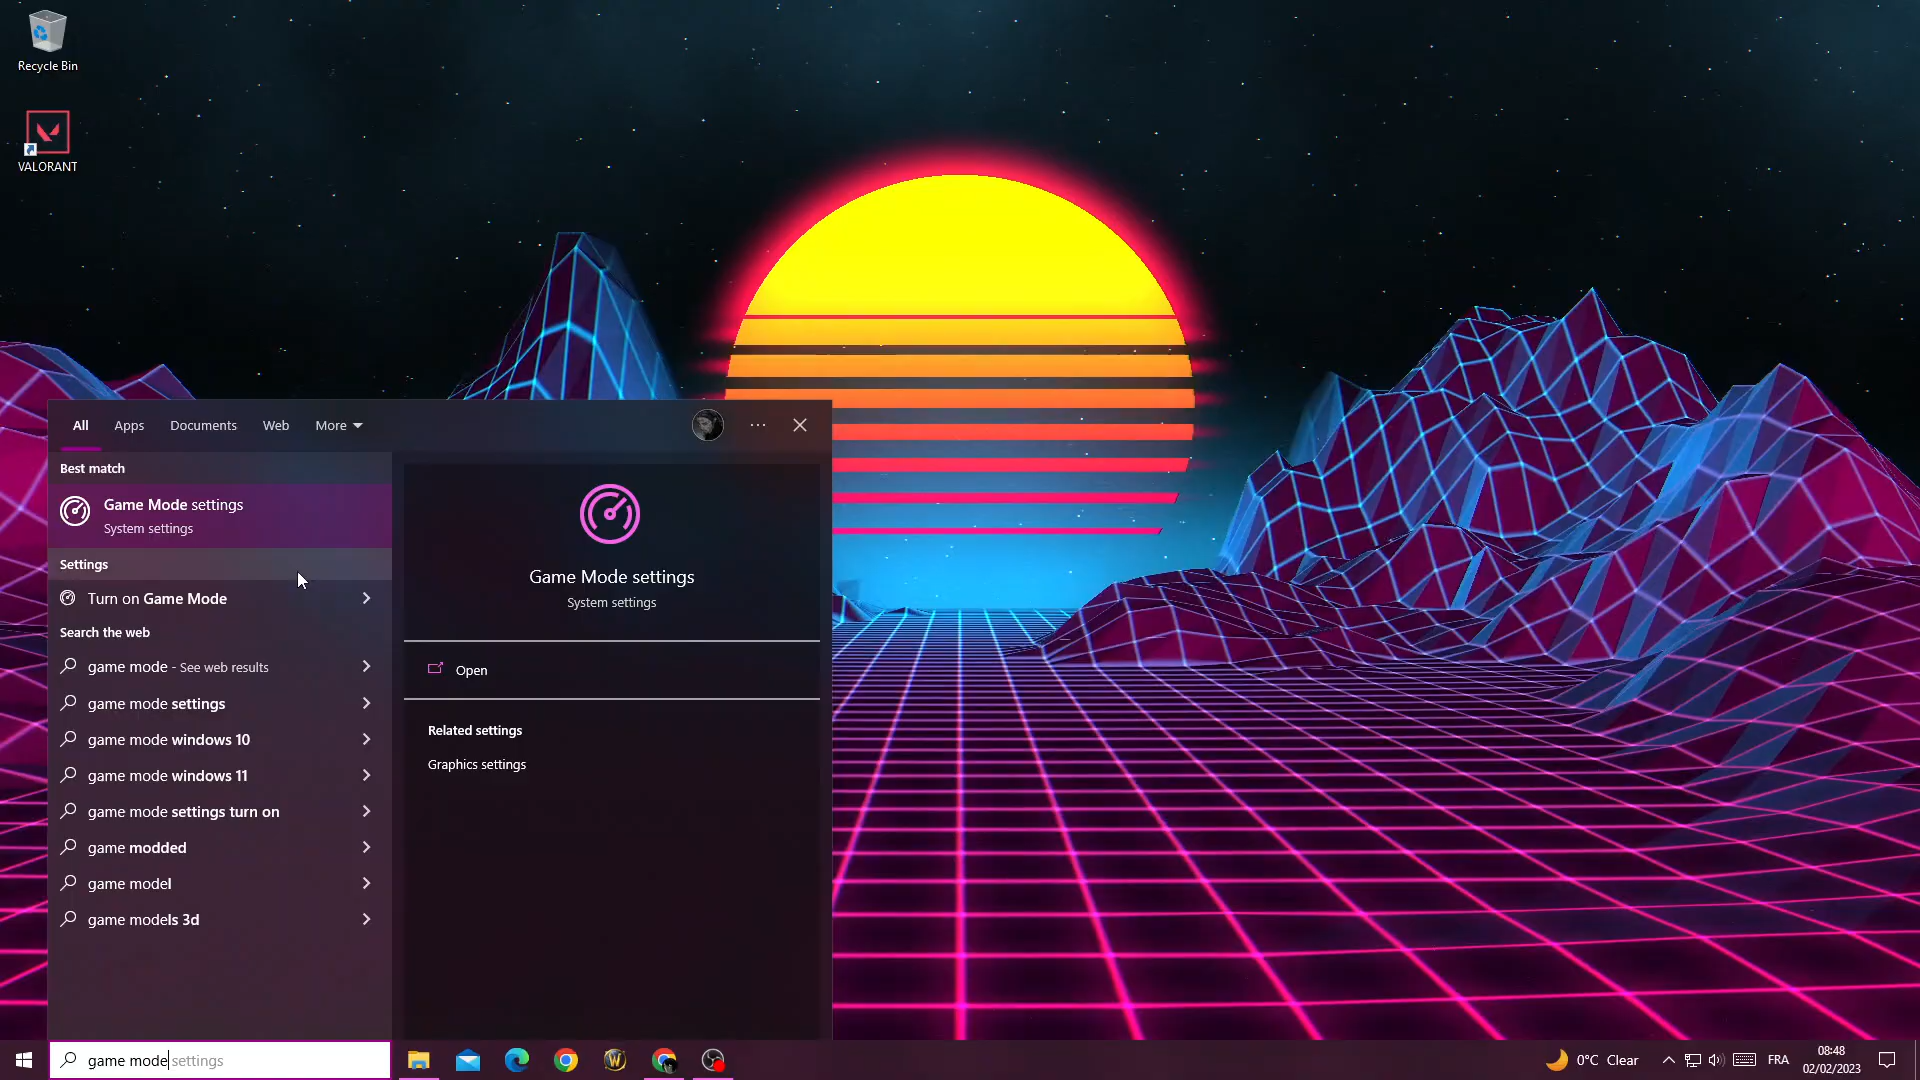 Recycle Bin
VALORANT
All Apps Documents Web More
Best match
Game Mode settings
System settings
Settings
Turn on Game Mode
Search the web
game mode - See web results
game mode settings
game mode windows 10
game mode windows 11
game mode settings turn on
game modded
game model
game models 3d
Game Mode settings
System settings
Open
Related settings
Graphics settings
game mode settings
0°C Clear
FRA
08:48
02/02/2023